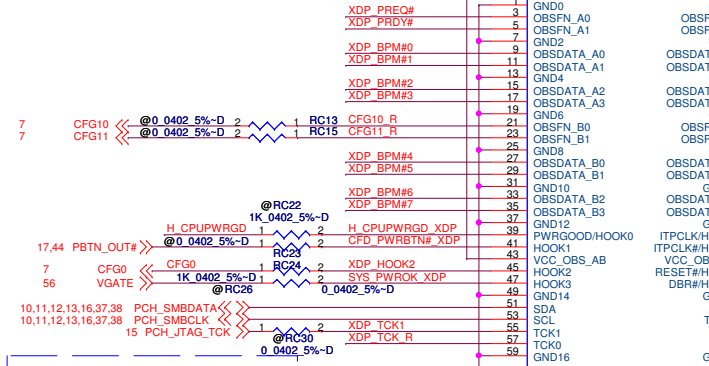 1 GND0
XDP_PREQ# 3 OBSFN_A0 OBSF
XDP_PRDY# 5 OBSFN_A1 OBSF
7 GND2
XDP_BPM#0 9 OBSDATA_A0 OBSDAT
XDP_BPM#1 11 OBSDATA_A1 OBSDAT
13 GND4
XDP_BPM#2 15 OBSDATA_A2 OBSDAT
XDP_BPM#3 17 OBSDATA_A3 OBSDAT
19 GND6
7 CFG10 @0_0402_5%~D 2 1 RC13 CFG10_R 21 OBSFN_B0 OBSF
7 CFG11 @0_0402_5%~D 2 1 RC15 CFG11_R 23 OBSFN_B1 OBSF
25 GND8
XDP_BPM#4 27 OBSDATA_B0 OBSDAT
XDP_BPM#5 29 OBSDATA_B1 OBSDAT
31 GND10 G
XDP_BPM#6 33 OBSDATA_B2 OBSDAT
XDP_BPM#7 35 OBSDATA_B3 OBSDAT
@RC22
1K_0402_5%~D 37 GND12 G
H_CPUPWRGD 1 2 H_CPUPWRGD_XDP 39 PWRGOOD/HOOK0 ITPCLK/H
17,44 PBTN_OUT# @0_0402_5%~D 1 2 CFD_PWRBTN#_XDP 41 HOOK1 ITPCLK#/H
RC23 43 VCC_OBS_AB VCC_OB
7 CFG0 CFG0 1 RC24 2 XDP_HOOK2 45 HOOK2 RESET#/H
56 VGATE 1K_0402_5%~D 1 2 SYS_PWROK_XDP 47 HOOK3 DBR#/H
@RC26 0_0402_5%~D 49 GND14 G
10,11,12,13,16,37,38 PCH_SMBDATA 51 SDA
10,11,12,13,16,37,38 PCH_SMBCLK 53 SCL T
15 PCH_JTAG_TCK 1 2 XDP_TCK1 55 TCK1
@RC30 XDP_TCK_R 57 TCK0
0_0402_5%~D 59 GND16 G